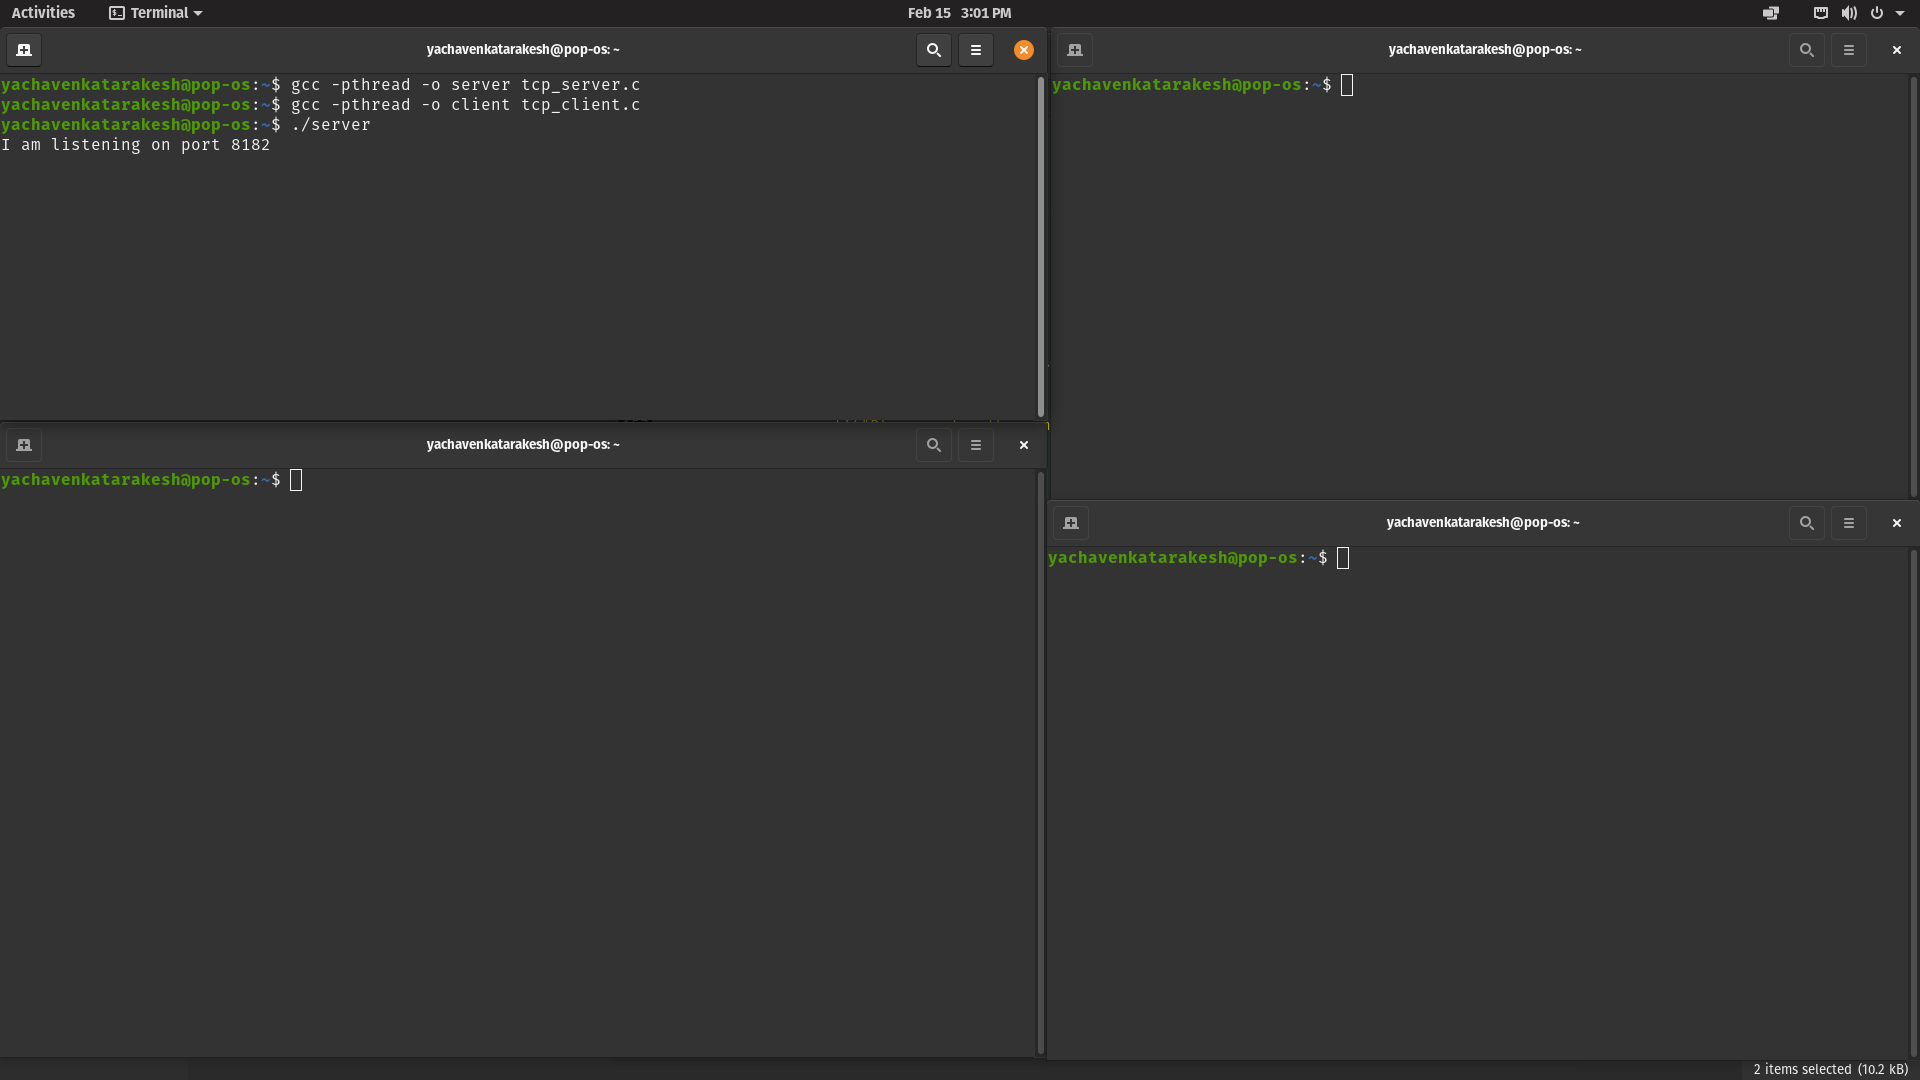 Activities Terminal Feb 15 3:01 PM
yachavenkatarakesh@pop-os: ~
yachavenkatarakesh@pop-os:~$ gcc -pthread -o server tcp_server.c
yachavenkatarakesh@pop-os:~$ gcc -pthread -o client tcp_client.c
yachavenkatarakesh@pop-os:~$ ./server
I am listening on port 8182
yachavenkatarakesh@pop-os: ~
yachavenkatarakesh@pop-os:~$
yachavenkatarakesh@pop-os: ~
yachavenkatarakesh@pop-os:~$
yachavenkatarakesh@pop-os: ~
yachavenkatarakesh@pop-os:~$
2 items selected (10.2 kB)